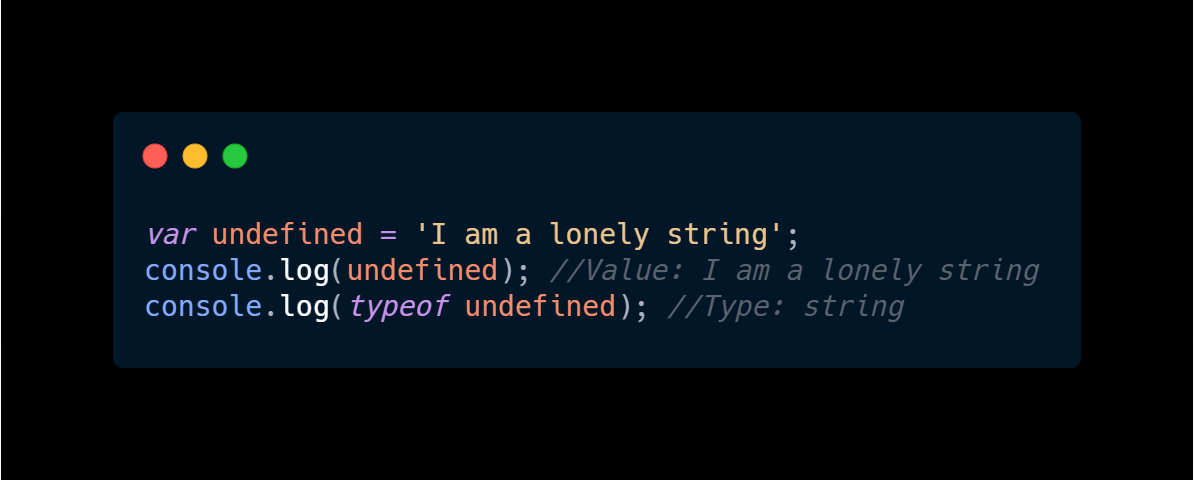 var undefined = 'I am a lonely string';
console.log(undefined); //Value: I am a lonely string
console.log(typeof undefined); //Type: string